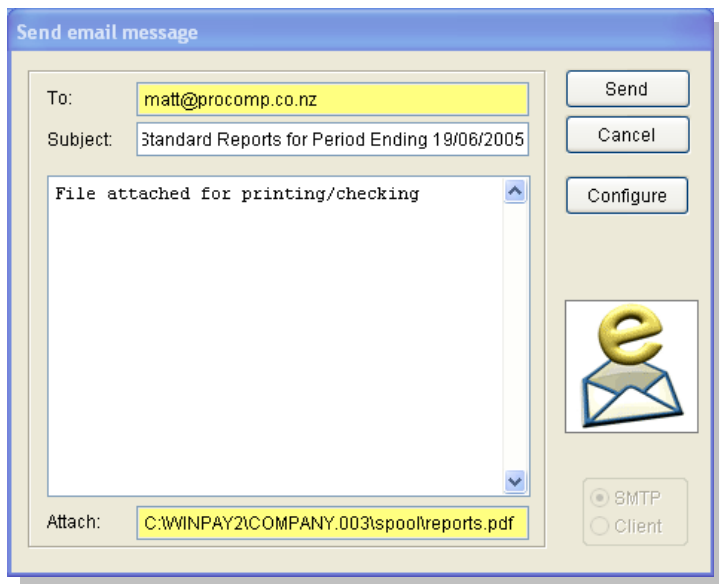 Send email message
To:
matt@procomp.co.nz
Send
Subject:
Standard Reports for Period Ending 19/06/2005
Cancel
File attached for printing/checking
Configure
e
SMTP
Client
Attach:
C:\WINPAY2\COMPANY.003\spool\reports.pdf